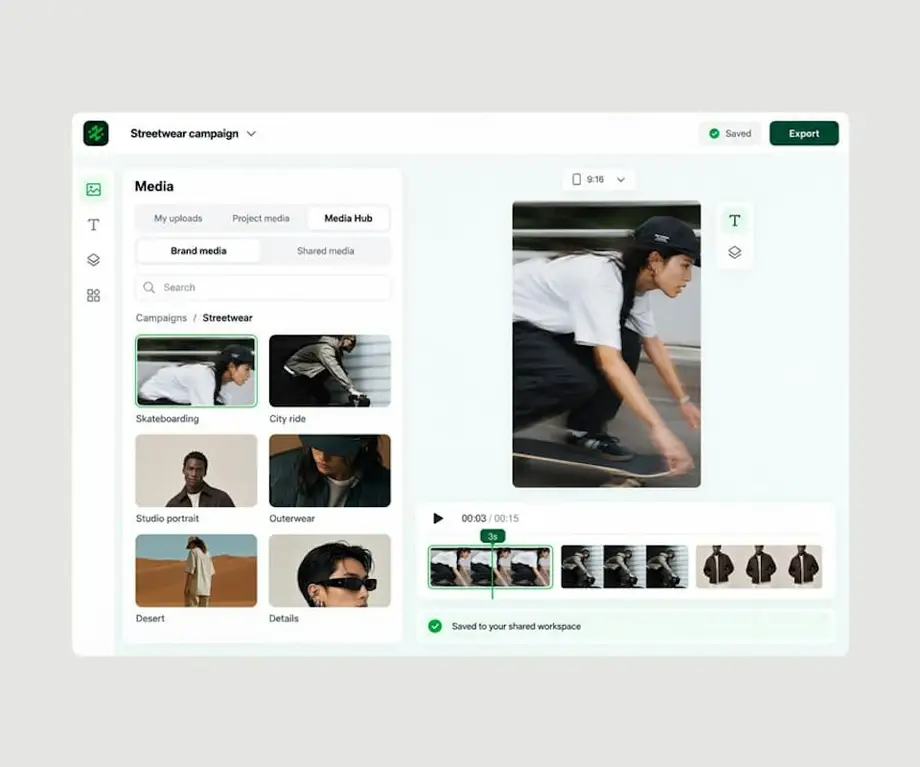 Streetwear campaign
Saved
Export
Media
My uploads
Project media
Media Hub
Brand media
Shared media
Search
Campaigns / Streetwear
Skateboarding
City ride
Studio portrait
Outerwear
Desert
Details
9:16
T
00:03 / 00:15
3s
Saved to your shared workspace